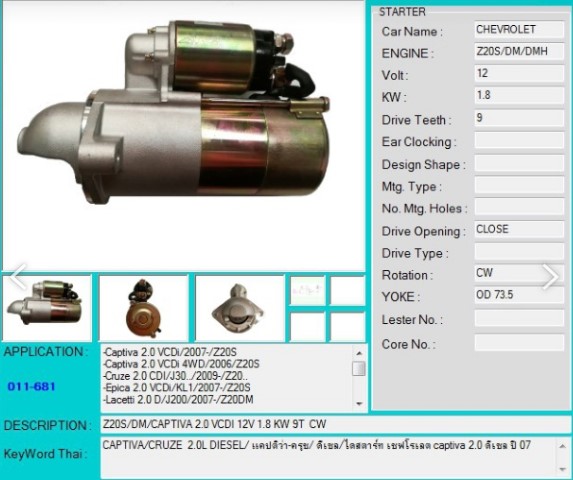 STARTER
Car Name : CHEVROLET
ENGINE : Z20S/DM/DMH
Volt : 12
KW : 1.8
Drive Teeth : 9
Ear Clocking :
Design Shape :
Mtg. Type :
No. Mtg. Holes :
Drive Opening : CLOSE
Drive Type :
Rotation : CW
YOKE : OD 73.5
Lester No. :
Core No. :
APPLICATION :
011-681
-Captiva 2.0 VCDi/2007-/Z20S
-Captiva 2.0 VCDi 4WD/2006/Z20S
-Cruze 2.0 CDI/J30../2009-/Z20..
-Epica 2.0 VCDi/KL1/2007-/Z20S
-Lacetti 2.0 D/J200/2007-/Z20DM
DESCRIPTION : Z20S/DM/CAPTIVA 2.0 VCDI 12V 1.8 KW 9T CW
KeyWord Thai : CAPTIVA/CRUZE 2.0L DIESEL/ แคปติว่า-ครูซ/ ดีเซล/ไดสตาร์ท เชฟโรเลต captiva 2.0 ดีเซล ปี 07